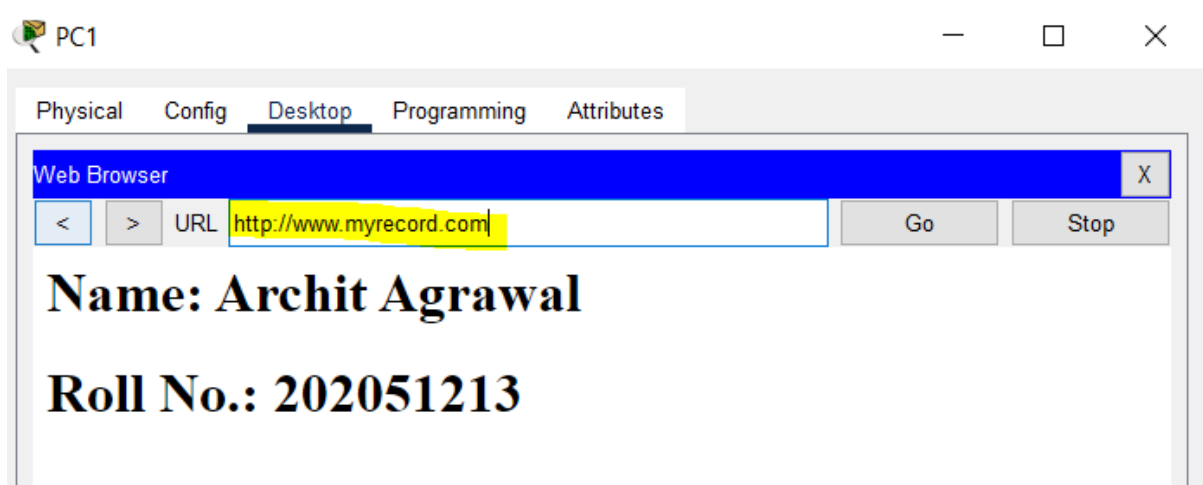 PC1
Physical Config Desktop Programming Attributes
Web Browser X
< > URL http://www.myrecord.com Go Stop
Name: Archit Agrawal
Roll No.: 202051213